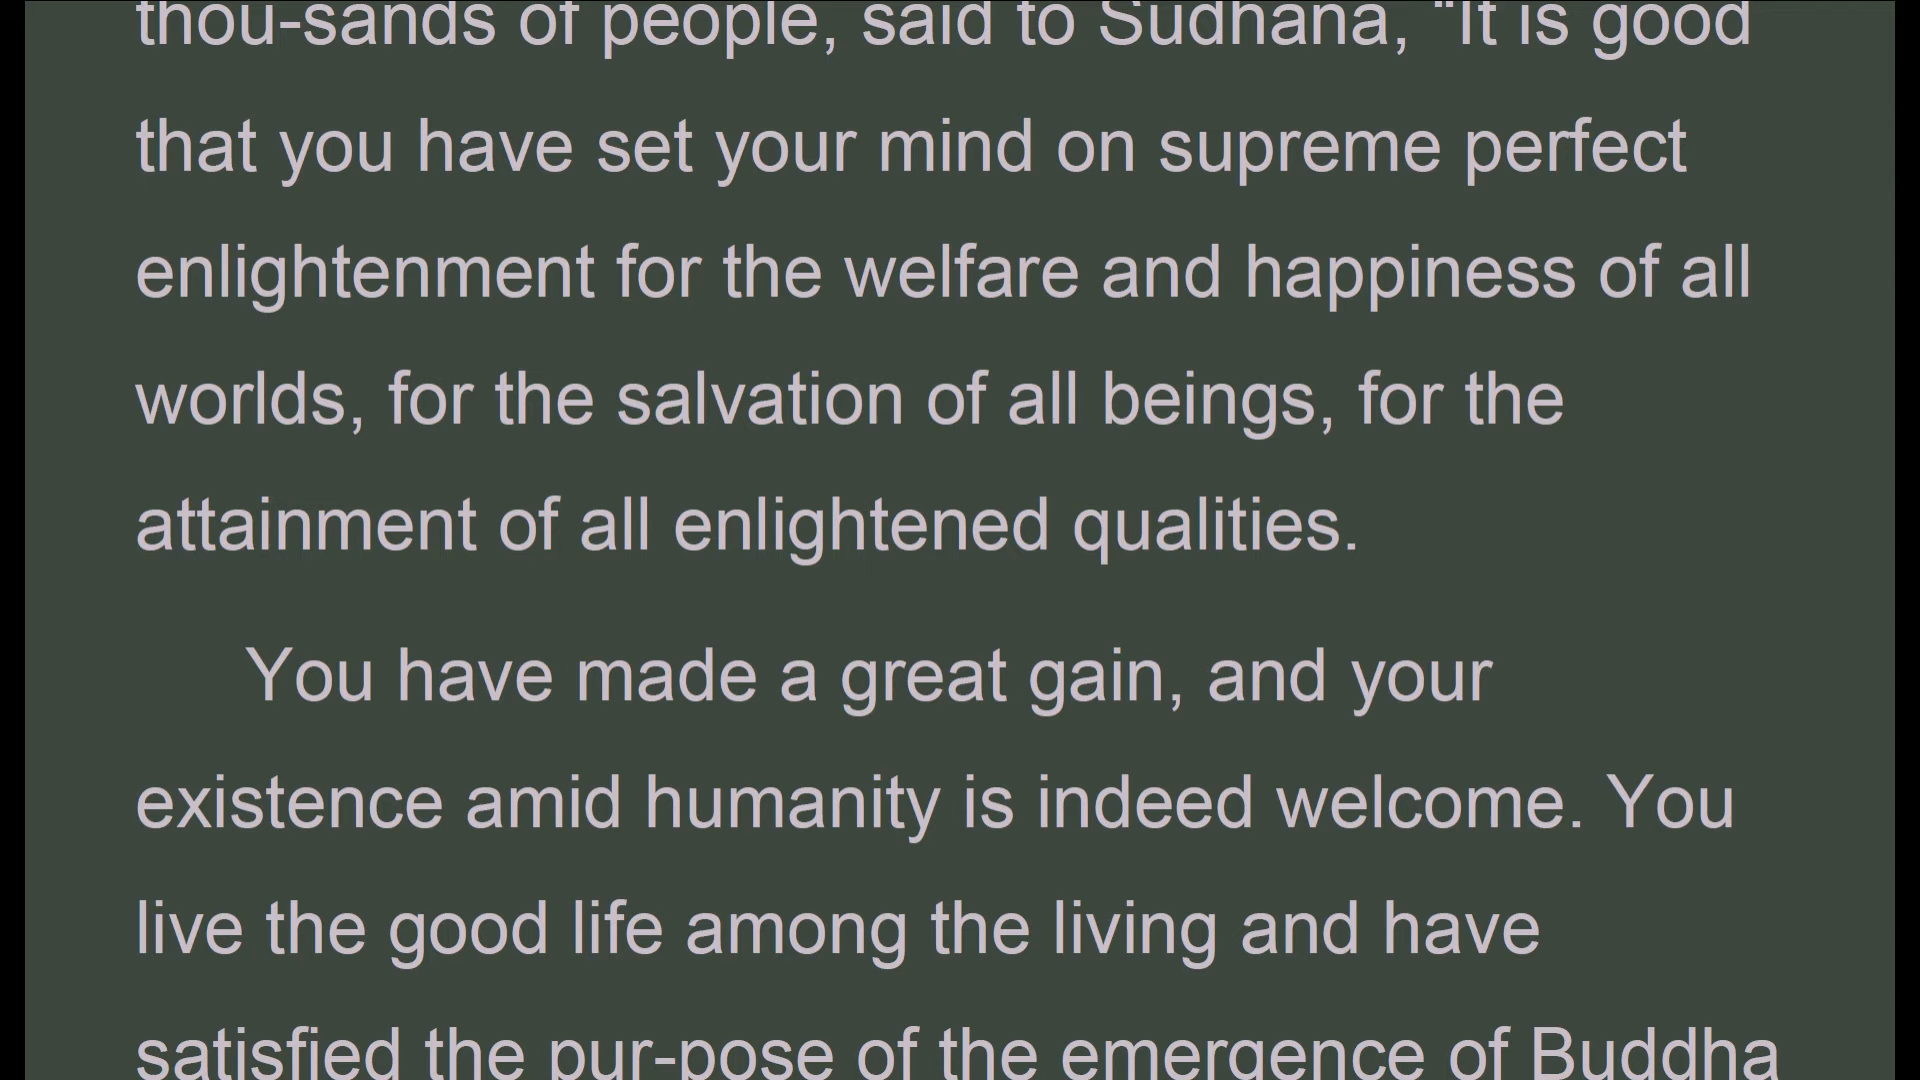 thou-sands of people, said to Sudhana, "It is good
that you have set your mind on supreme perfect
enlightenment for the welfare and happiness of all
worlds, for the salvation of all beings, for the
attainment of all enlightened qualities.
You have made a great gain, and your
existence amid humanity is indeed welcome. You
live the good life among the living and have
satisfied the pur-pose of the emergence of Buddha